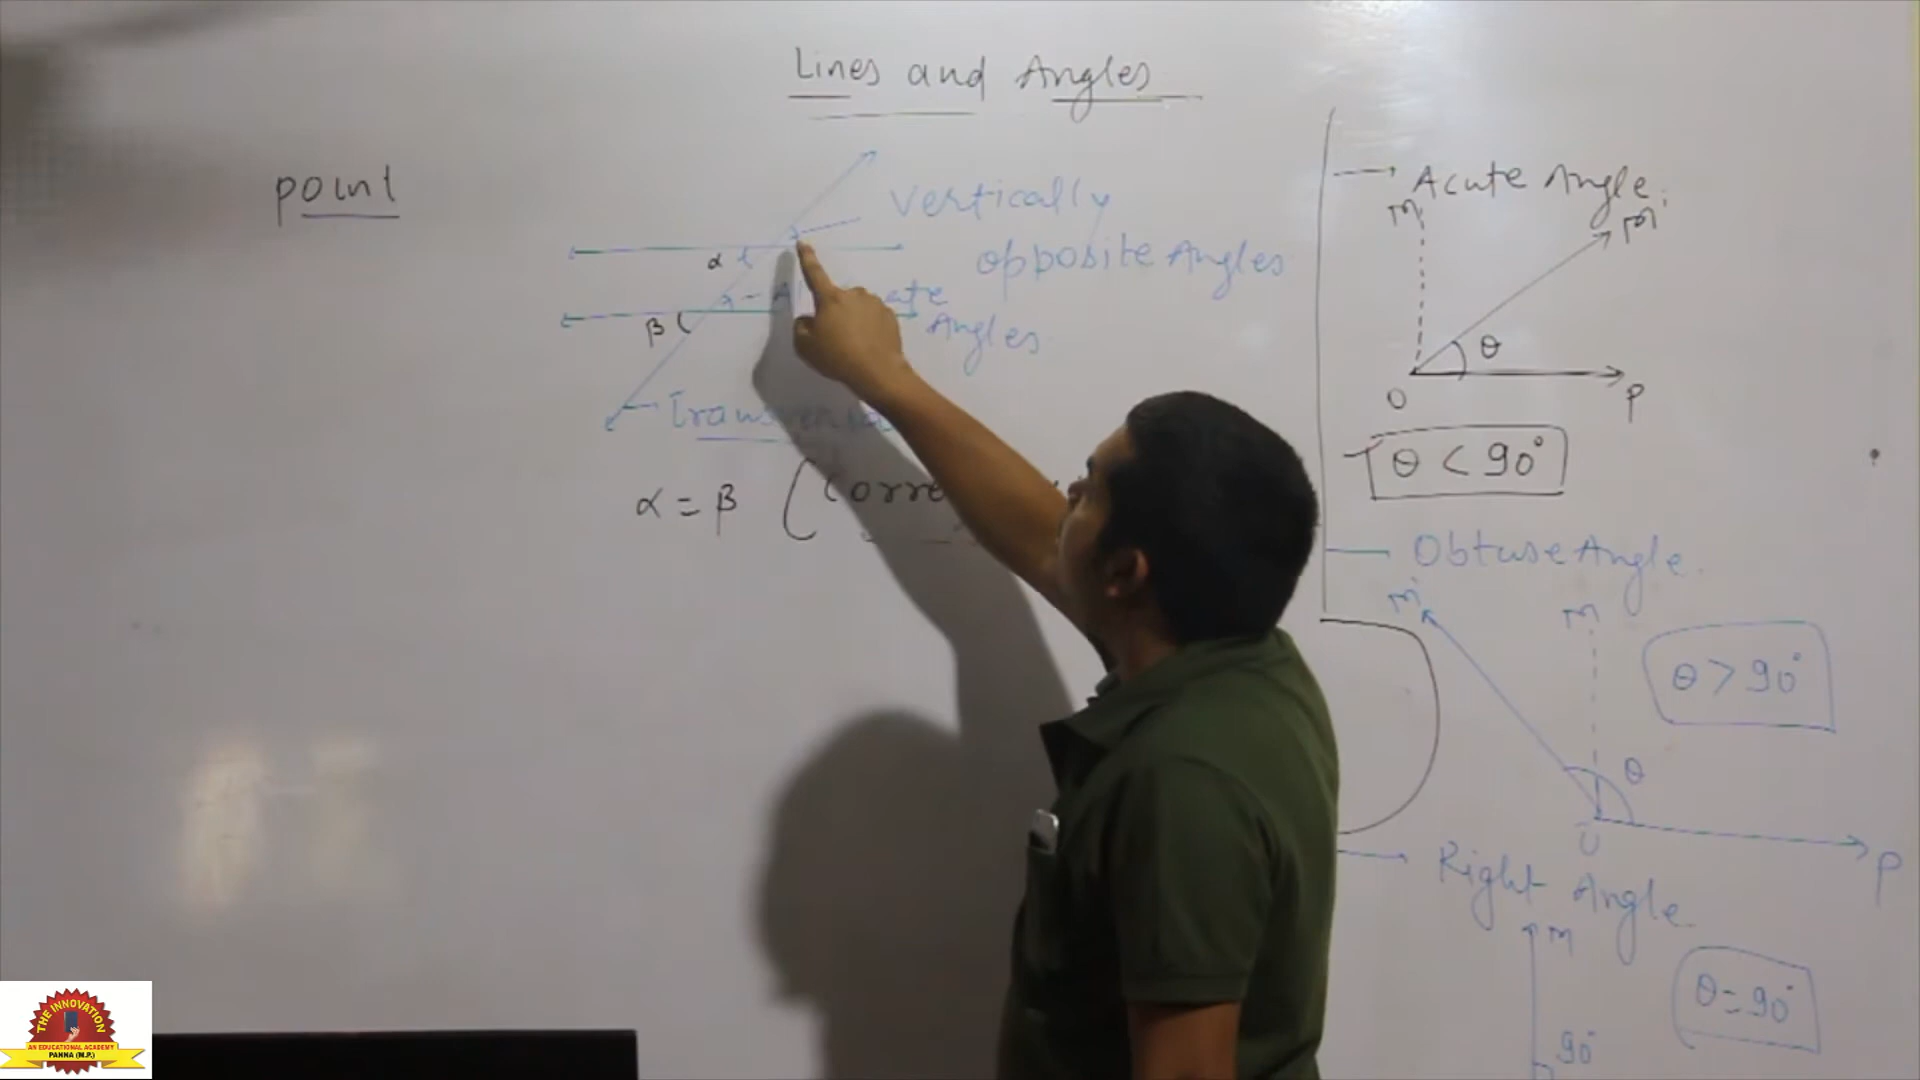 Lines and Angles
point
Vertically
opposite Angles
α
Angles
β
α = β
Acute Angle.
M
M'
θ
O
P
θ < 90°
Obtuse Angle.
M'
M
θ > 90°
θ
O
P
Right Angle.
M
θ = 90°
90°
THE INNOVATION
AN EDUCATIONAL ACADEMY
PANNA (M.P.)